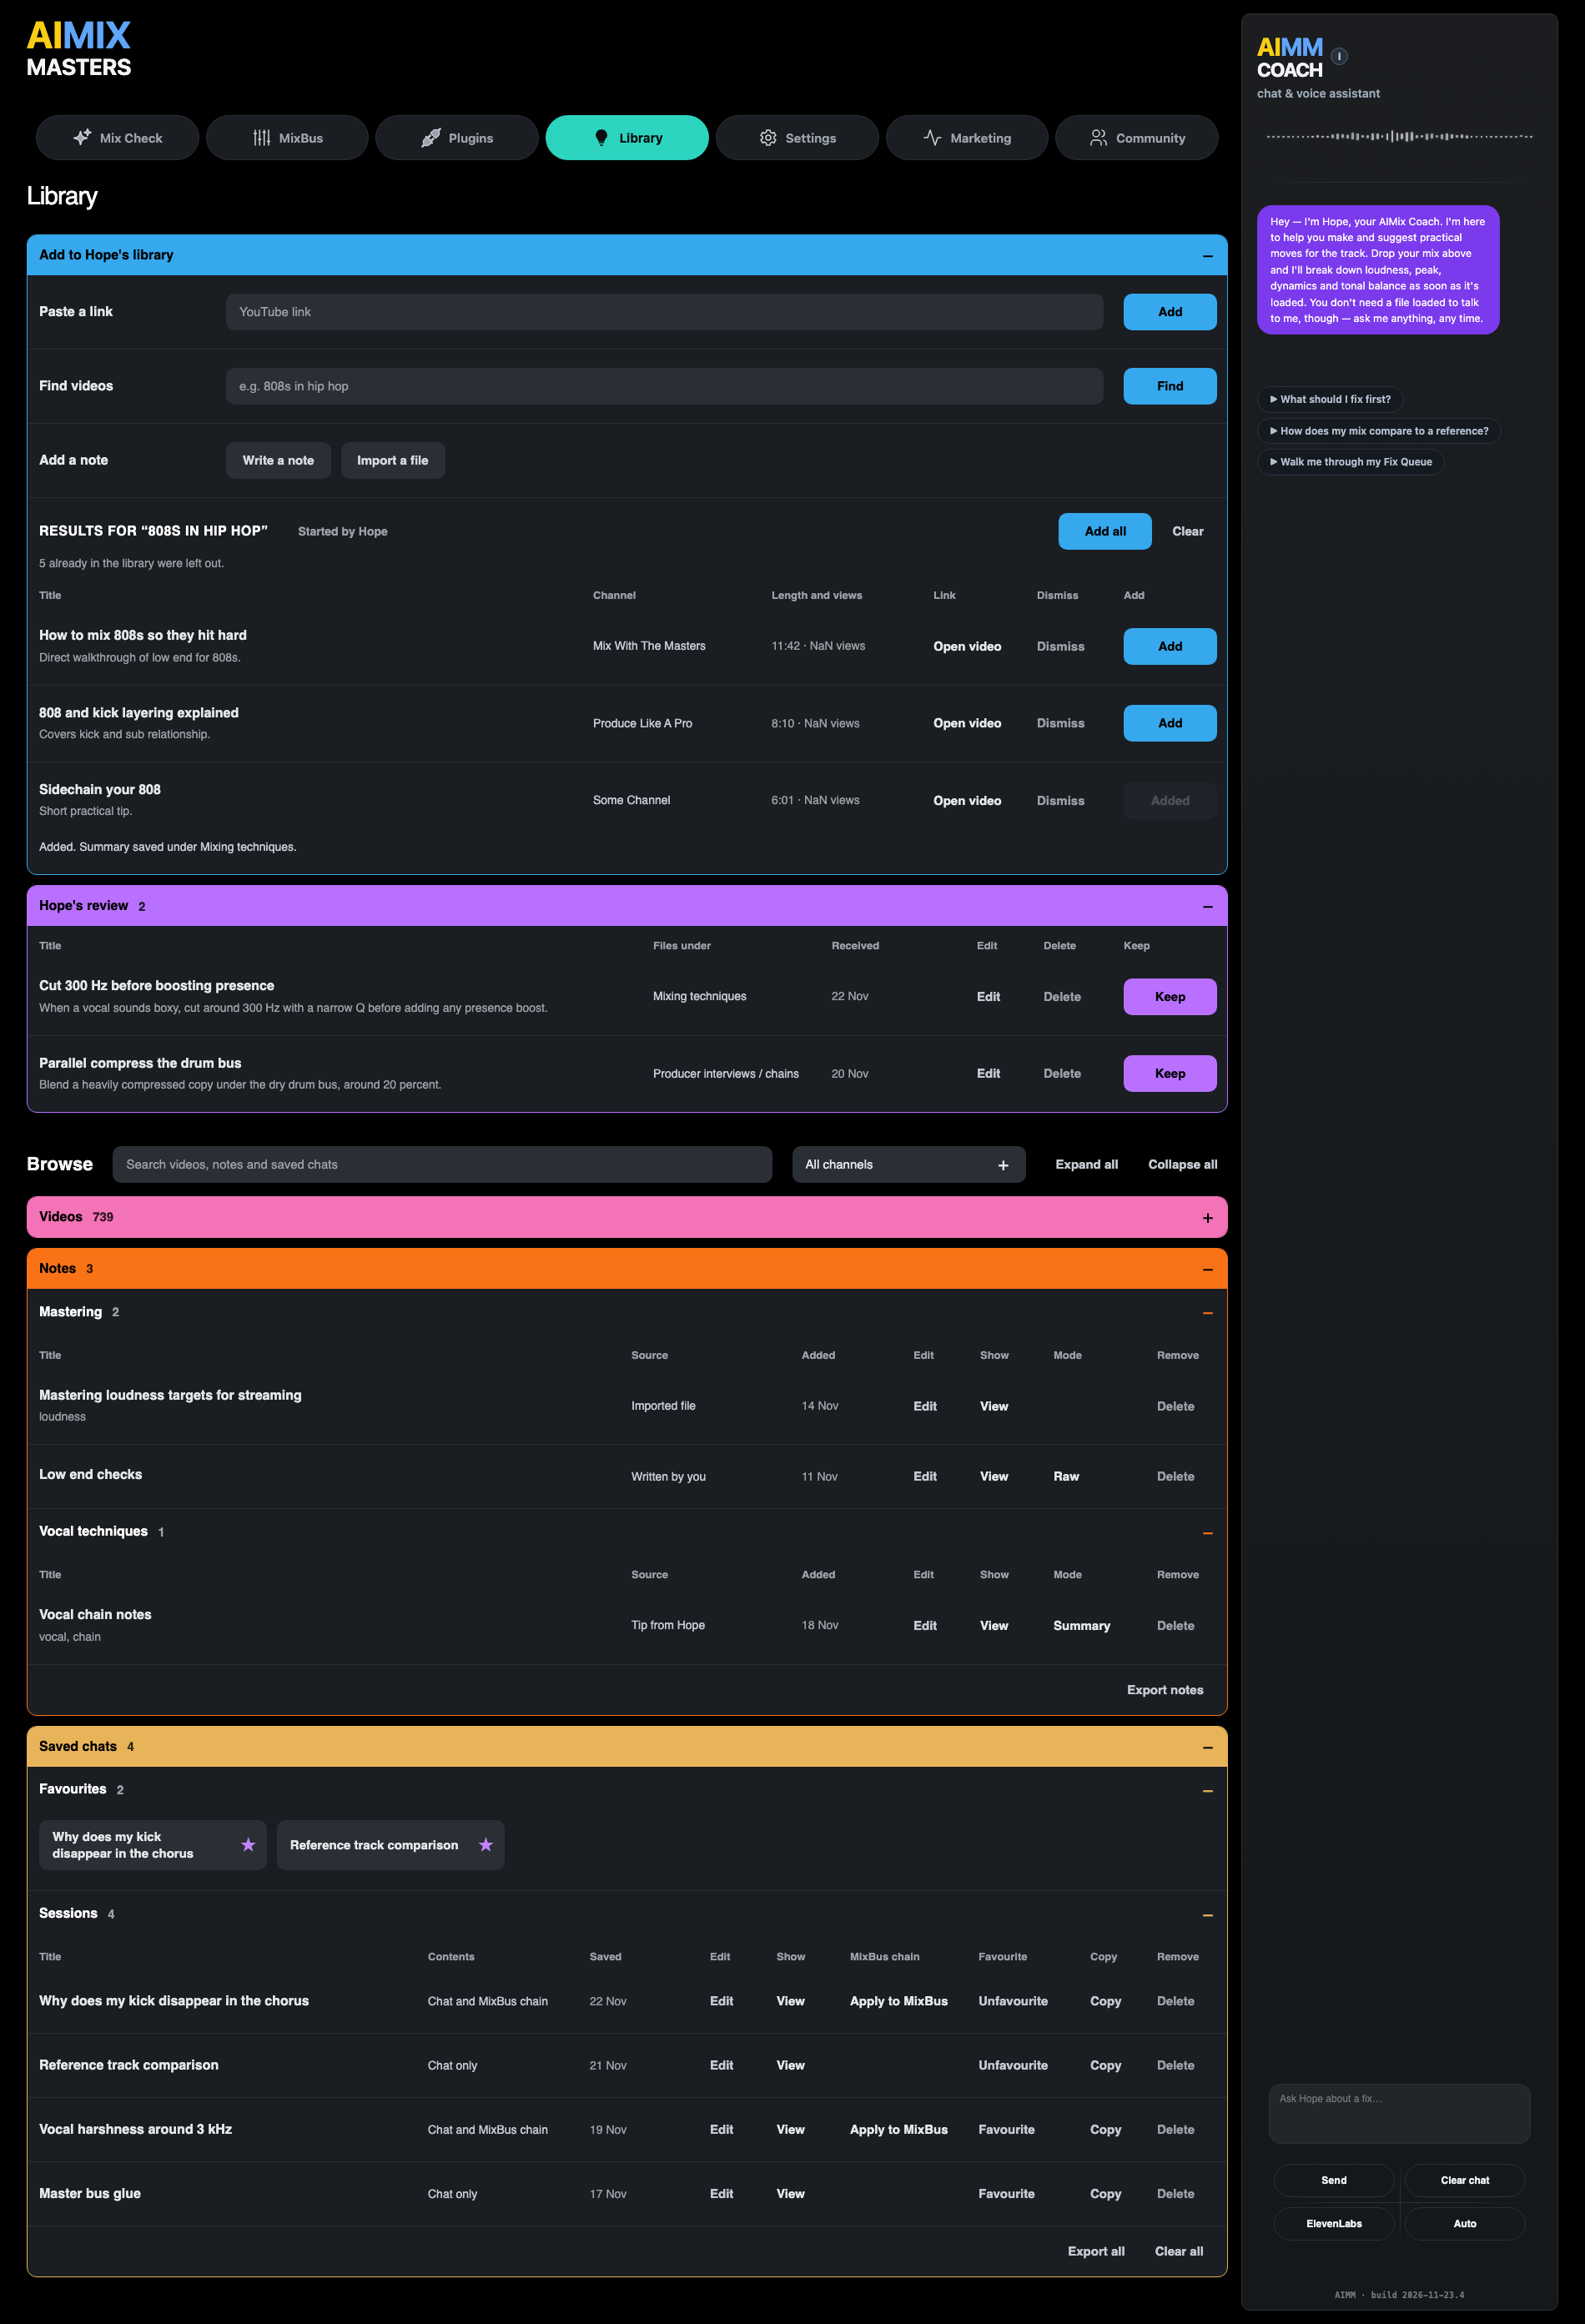 AIMIX
MASTERS
Mix Check
MixBus
Plugins
Library
Settings
Marketing
Community
Library
Add to Hope's library
Paste a link
YouTube link
Add
Find videos
e.g. 808s in hip hop
Find
Add a note
Write a note
Import a file
RESULTS FOR “808S IN HIP HOP” Started by Hope
Add all
Clear
5 already in the library were left out.
Title Channel Length and views Link Dismiss Add
How to mix 808s so they hit hard
Direct walkthrough of low end for 808s.
Mix With The Masters 11:42 · NaN views Open video Dismiss Add
808 and kick layering explained
Covers kick and sub relationship.
Produce Like A Pro 8:10 · NaN views Open video Dismiss Add
Sidechain your 808
Short practical tip.
Some Channel 6:01 · NaN views Open video Dismiss Added
Added. Summary saved under Mixing techniques.
Hope's review 2
Title Files under Received Edit Delete Keep
Cut 300 Hz before boosting presence
When a vocal sounds boxy, cut around 300 Hz with a narrow Q before adding any presence boost.
Mixing techniques 22 Nov Edit Delete Keep
Parallel compress the drum bus
Blend a heavily compressed copy under the dry drum bus, around 20 percent.
Producer interviews / chains 20 Nov Edit Delete Keep
Browse
Search videos, notes and saved chats
All channels
Expand all
Collapse all
Videos 739
Notes 3
Mastering 2
Title Source Added Edit Show Mode Remove
Mastering loudness targets for streaming
loudness
Imported file 14 Nov Edit View Delete
Low end checks Written by you 11 Nov Edit View Raw Delete
Vocal techniques 1
Title Source Added Edit Show Mode Remove
Vocal chain notes
vocal, chain
Tip from Hope 18 Nov Edit View Summary Delete
Export notes
Saved chats 4
Favourites 2
Why does my kick
disappear in the chorus
Reference track comparison
Sessions 4
Title Contents Saved Edit Show MixBus chain Favourite Copy Remove
Why does my kick disappear in the chorus Chat and MixBus chain 22 Nov Edit View Apply to MixBus Unfavourite Copy Delete
Reference track comparison Chat only 21 Nov Edit View Unfavourite Copy Delete
Vocal harshness around 3 kHz Chat and MixBus chain 19 Nov Edit View Apply to MixBus Favourite Copy Delete
Master bus glue Chat only 17 Nov Edit View Favourite Copy Delete
Export all
Clear all
AIMM
COACH
i
chat & voice assistant
Hey — I'm Hope, your AIMix Coach. I'm here
to help you make and suggest practical
moves for the track. Drop your mix above
and I'll break down loudness, peak,
dynamics and tonal balance as soon as it's
loaded. You don't need a file loaded to talk
to me, though — ask me anything, any time.
What should I fix first?
How does my mix compare to a reference?
Walk me through my Fix Queue
Ask Hope about a fix...
Send
Clear chat
ElevenLabs
Auto
AIMM · build 2026-11-23.4